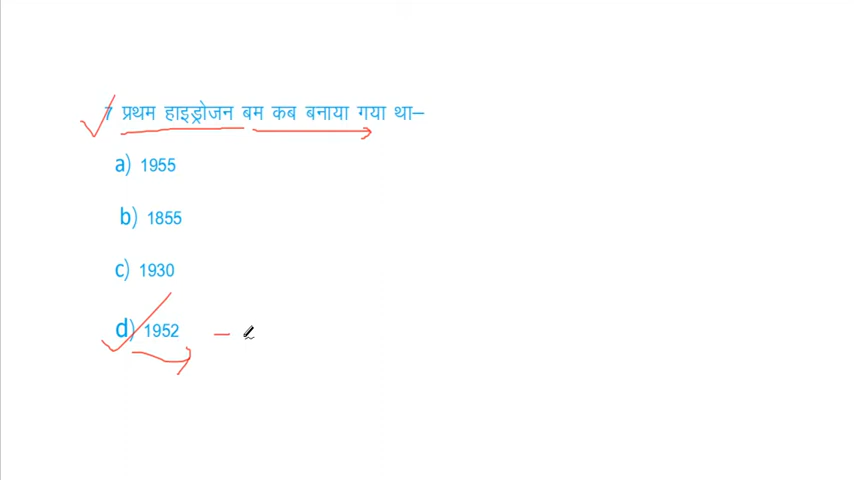 7 प्रथम हाइड्रोजन बम कब बनाया गया था–
a) 1955
b) 1855
c) 1930
d) 1952 –